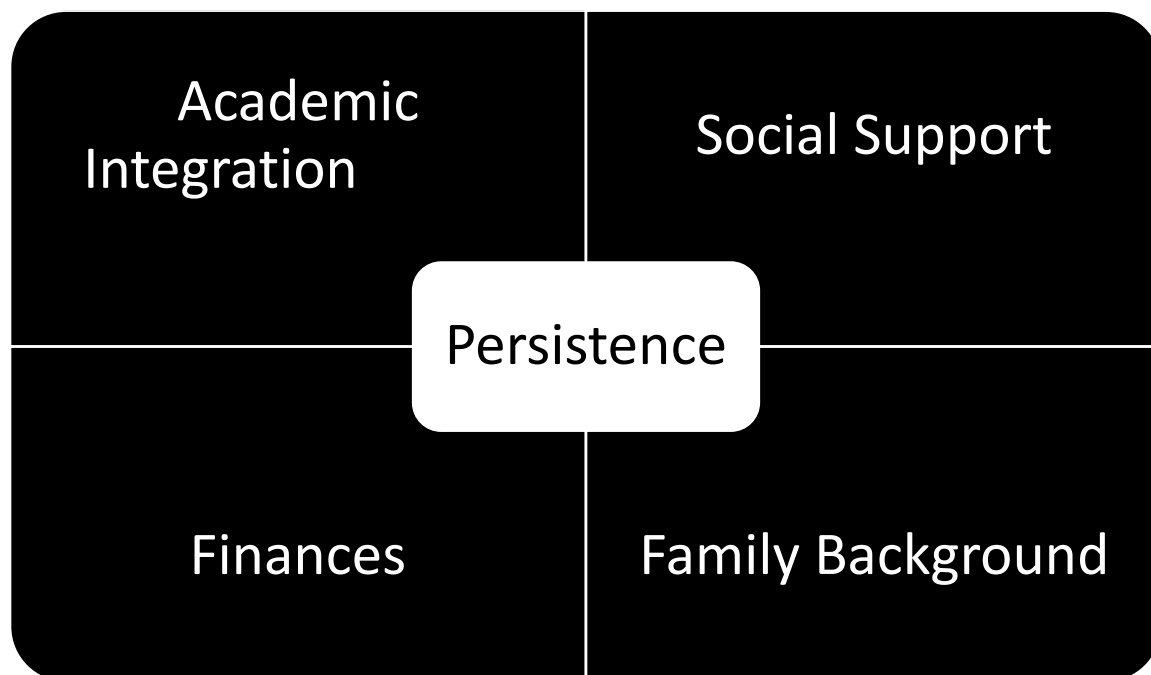 Academic
Integration
Social Support
Persistence
Finances
Family Background